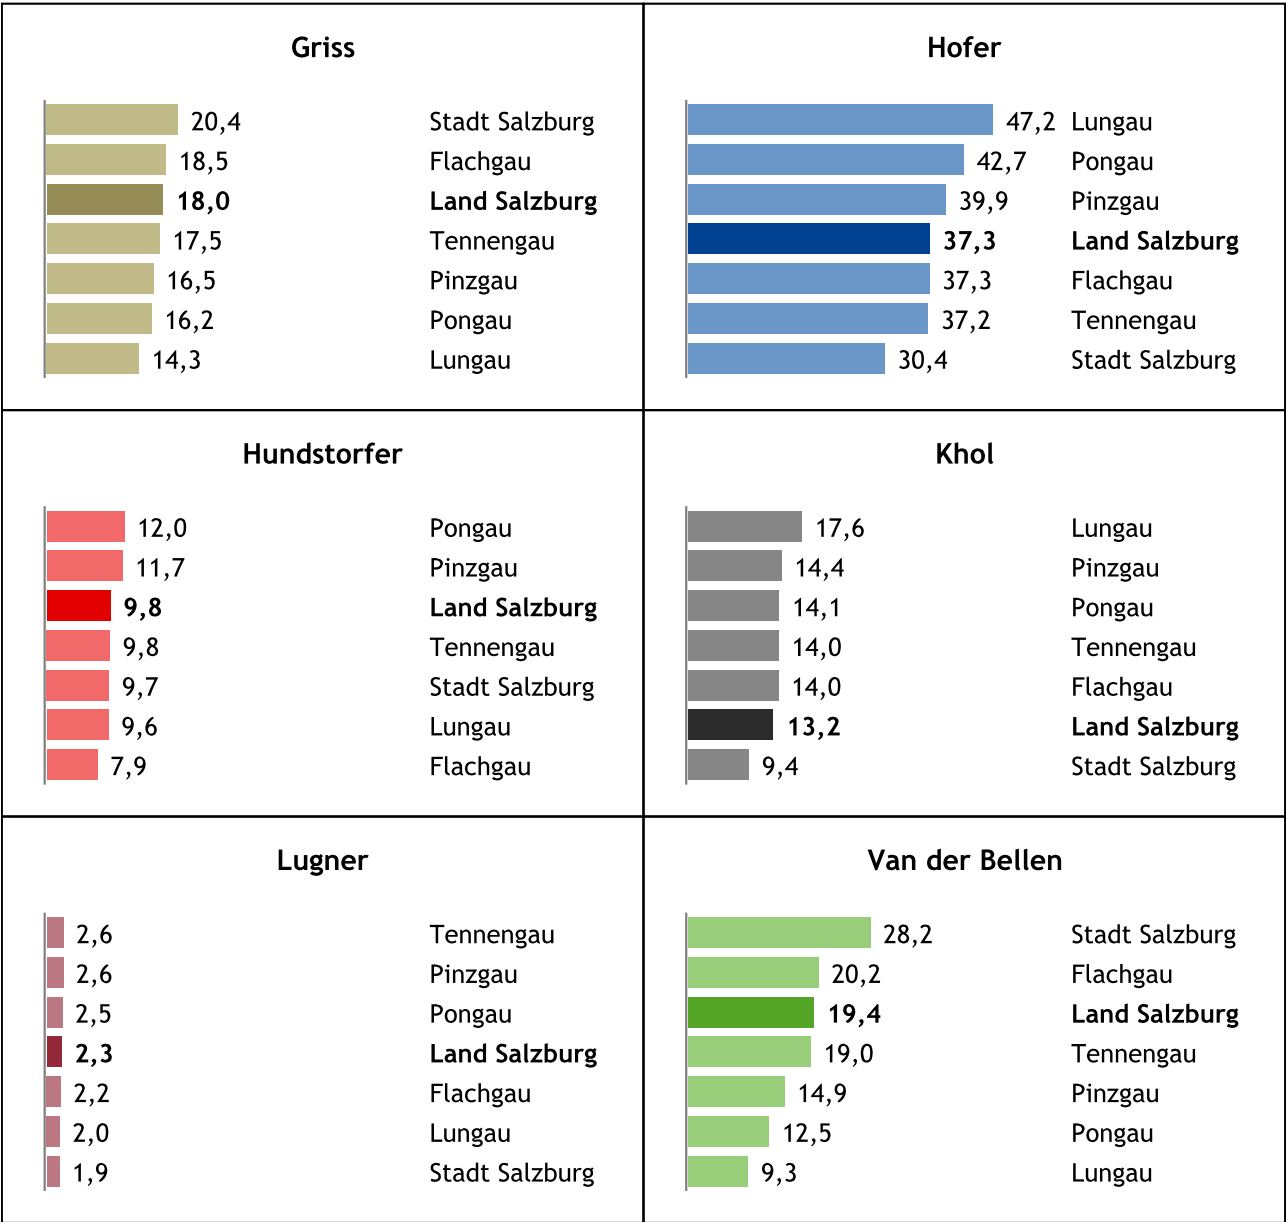 Griss
20,4 Stadt Salzburg
18,5 Flachgau
18,0 Land Salzburg
17,5 Tennengau
16,5 Pinzgau
16,2 Pongau
14,3 Lungau
Hofer
47,2 Lungau
42,7 Pongau
39,9 Pinzgau
37,3 Land Salzburg
37,3 Flachgau
37,2 Tennengau
30,4 Stadt Salzburg
Hundstorfer
12,0 Pongau
11,7 Pinzgau
9,8 Land Salzburg
9,8 Tennengau
9,7 Stadt Salzburg
9,6 Lungau
7,9 Flachgau
Khol
17,6 Lungau
14,4 Pinzgau
14,1 Pongau
14,0 Tennengau
14,0 Flachgau
13,2 Land Salzburg
9,4 Stadt Salzburg
Lugner
2,6 Tennengau
2,6 Pinzgau
2,5 Pongau
2,3 Land Salzburg
2,2 Flachgau
2,0 Lungau
1,9 Stadt Salzburg
Van der Bellen
28,2 Stadt Salzburg
20,2 Flachgau
19,4 Land Salzburg
19,0 Tennengau
14,9 Pinzgau
12,5 Pongau
9,3 Lungau